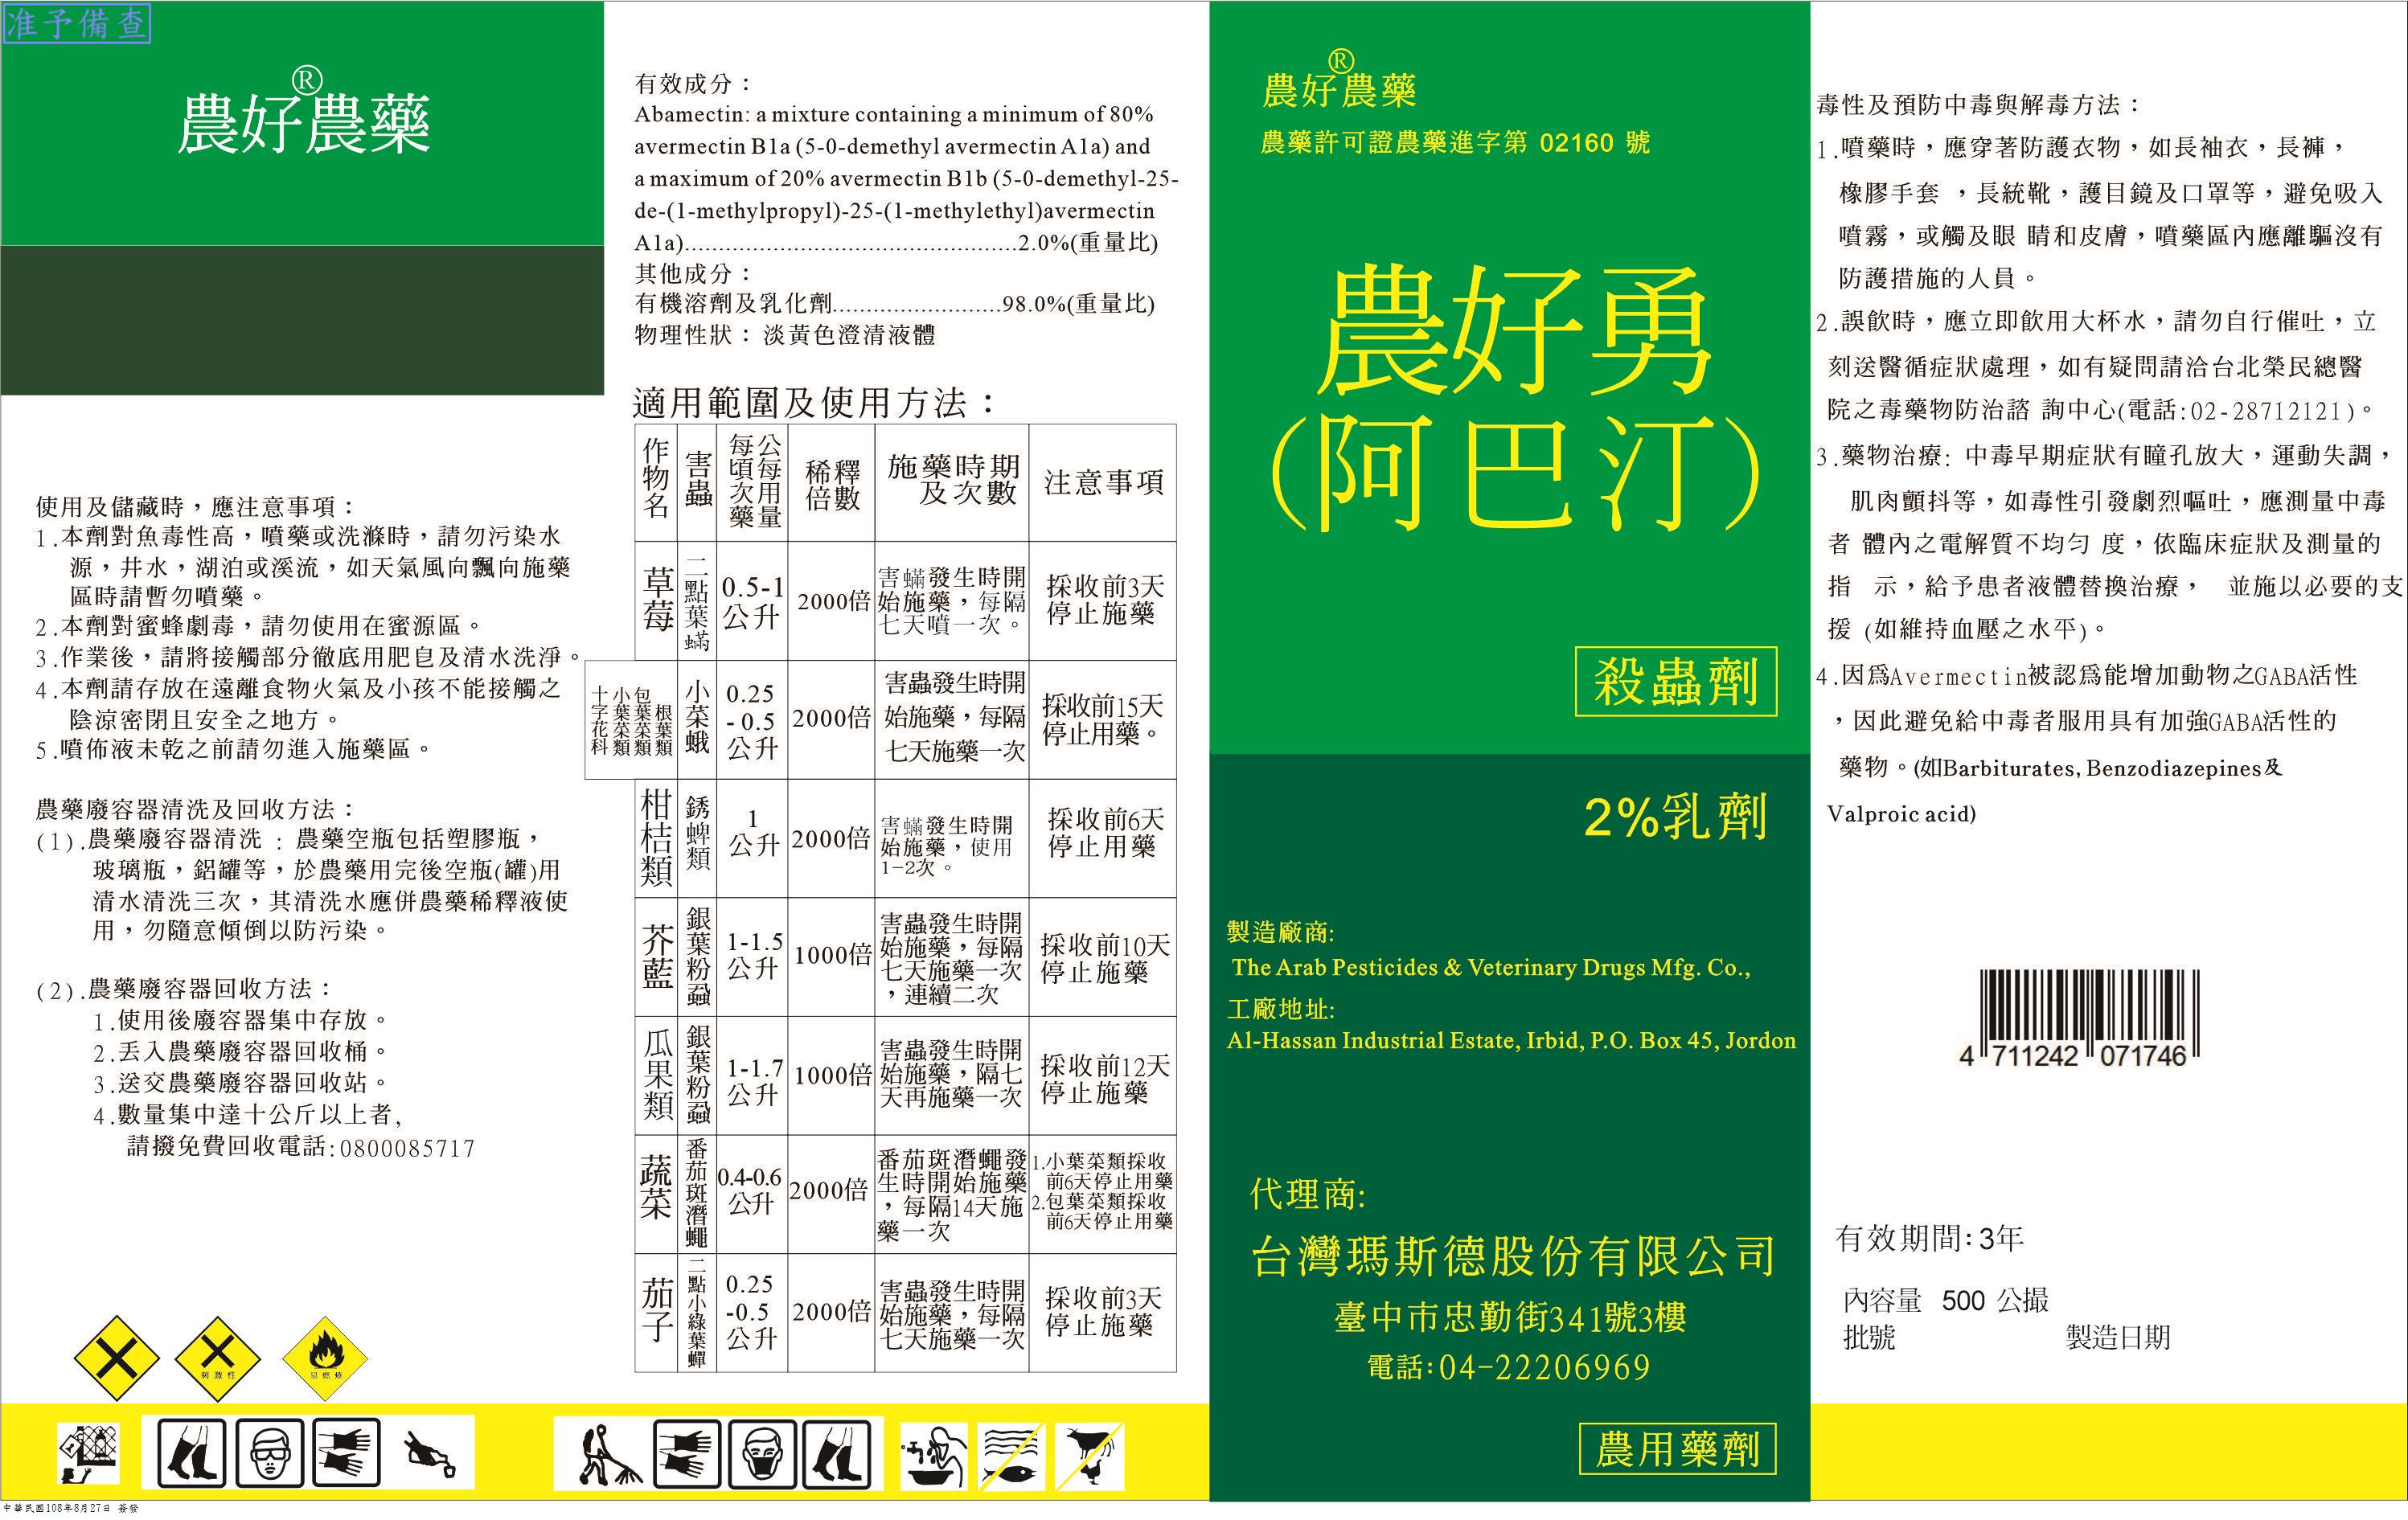 准予備查
農好®農藥
使用及儲藏時，應注意事項：
1.本劑對魚毒性高，噴藥或洗滌時，請勿污染水
源，井水，湖泊或溪流，如天氣風向飄向施藥
區時請暫勿噴藥。
2.本劑對蜜蜂劇毒，請勿使用在蜜源區。
3.作業後，請將接觸部分徹底用肥皂及清水洗淨。
4.本劑請存放在遠離食物火氣及小孩不能接觸之
陰涼密閉且安全之地方。
5.噴佈液未乾之前請勿進入施藥區。
農藥廢容器清洗及回收方法：
(1).農藥廢容器清洗 : 農藥空瓶包括塑膠瓶，
玻璃瓶，鋁罐等，於農藥用完後空瓶(罐)用
清水清洗三次，其清洗水應併農藥稀釋液使
用，勿隨意傾倒以防污染。
(2).農藥廢容器回收方法：
1.使用後廢容器集中存放。
2.丟入農藥廢容器回收桶。
3.送交農藥廢容器回收站。
4.數量集中達十公斤以上者,
請撥免費回收電話:0800085717
刺激性
易燃燒
中華民國108年8月27日 簽發
有效成分：
Abamectin: a mixture containing a minimum of 80%
avermectin B1a (5-0-demethyl avermectin A1a) and
a maximum of 20% avermectin B1b (5-0-demethyl-25-
de-(1-methylpropyl)-25-(1-methylethyl)avermectin
A1a).................................................2.0%(重量比)
其他成分：
有機溶劑及乳化劑.........................98.0%(重量比)
物理性狀：淡黃色澄清液體
適用範圍及使用方法：
作物名
害蟲
每公頃每次用藥量
稀釋倍數
施藥時期
及次數
注意事項
草莓
二點葉蟎
0.5-1
公升
2000倍
害蟎發生時開
始施藥，每隔
七天噴一次。
採收前3天
停止施藥
十字花科
小葉菜類
包葉菜類
根葉類
小菜蛾
0.25
- 0.5
公升
2000倍
害蟲發生時開
始施藥，每隔
七天施藥一次
採收前15天
停止用藥。
柑桔類
銹蜱類
1
公升
2000倍
害蟎發生時開
始施藥，使用
1-2次。
採收前6天
停止用藥
芥藍
銀葉粉蝨
1-1.5
公升
1000倍
害蟲發生時開
始施藥，每隔
七天施藥一次
，連續二次
採收前10天
停止施藥
瓜果類
銀葉粉蝨
1-1.7
公升
1000倍
害蟲發生時開
始施藥，隔七
天再施藥一次
採收前12天
停止施藥
蔬菜
番茄斑潛蠅
0.4-0.6
公升
2000倍
番茄斑潛蠅發
生時開始施藥
，每隔14天施
藥一次
1.小葉菜類採收
前6天停止用藥
2.包葉菜類採收
前6天停止用藥
茄子
二點小綠葉蟬
0.25
-0.5
公升
2000倍
害蟲發生時開
始施藥，每隔
七天施藥一次
採收前3天
停止施藥
農好®農藥
農藥許可證農藥進字第 02160 號
農好勇
(阿巴汀)
殺蟲劑
2%乳劑
製造廠商:
The Arab Pesticides & Veterinary Drugs Mfg. Co.,
工廠地址:
Al-Hassan Industrial Estate, Irbid, P.O. Box 45, Jordon
代理商:
台灣瑪斯德股份有限公司
臺中市忠勤街341號3樓
電話:04-22206969
農用藥劑
毒性及預防中毒與解毒方法：
1.噴藥時，應穿著防護衣物，如長袖衣，長褲，
橡膠手套 ，長統靴，護目鏡及口罩等，避免吸入
噴霧，或觸及眼 睛和皮膚，噴藥區內應離驅沒有
防護措施的人員。
2.誤飲時，應立即飲用大杯水，請勿自行催吐，立
刻送醫循症狀處理，如有疑問請洽台北榮民總醫
院之毒藥物防治諮 詢中心(電話:02-28712121)。
3.藥物治療: 中毒早期症狀有瞳孔放大，運動失調，
肌肉顫抖等，如毒性引發劇烈嘔吐，應測量中毒
者 體內之電解質不均勻 度，依臨床症狀及測量的
指 示，給予患者液體替換治療， 並施以必要的支
援 (如維持血壓之水平)。
4.因為Avermectin被認為能增加動物之GABA活性
，因此避免給中毒者服用具有加強GABA活性的
藥物。(如Barbiturates, Benzodiazepines及
Valproic acid)
4 711242 071746
有效期間:3年
內容量 500 公撮
批號 製造日期